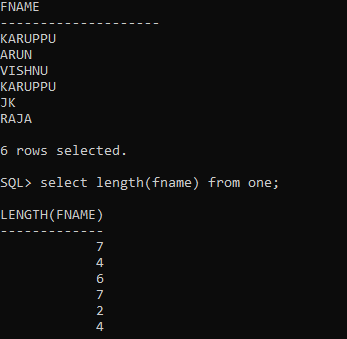 FNAME
--------------------
KARUPPU
ARUN
VISHNU
KARUPPU
JK
RAJA
6 rows selected.
SQL> select length(fname) from one;
LENGTH(FNAME)
-------------
7
4
6
7
2
4